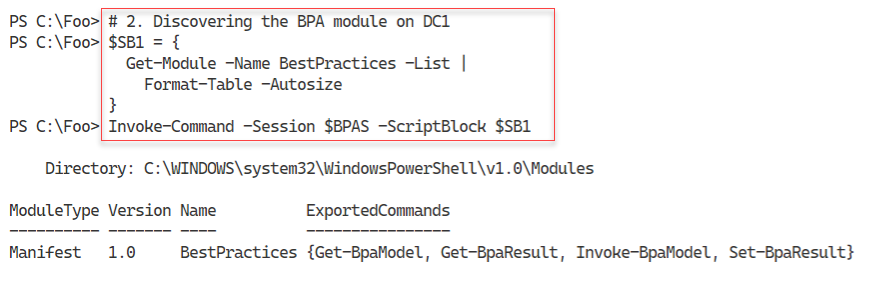 PS C:\Foo> # 2. Discovering the BPA module on DC1
PS C:\Foo> $SB1 = {
  Get-Module -Name BestPractices -List |
    Format-Table -Autosize
}
PS C:\Foo> Invoke-Command -Session $BPAS -ScriptBlock $SB1
    Directory: C:\WINDOWS\system32\WindowsPowerShell\v1.0\Modules
ModuleType Version Name          ExportedCommands
---------- ------- ----          ----------------
Manifest   1.0     BestPractices {Get-BpaModel, Get-BpaResult, Invoke-BpaModel, Set-BpaResult}